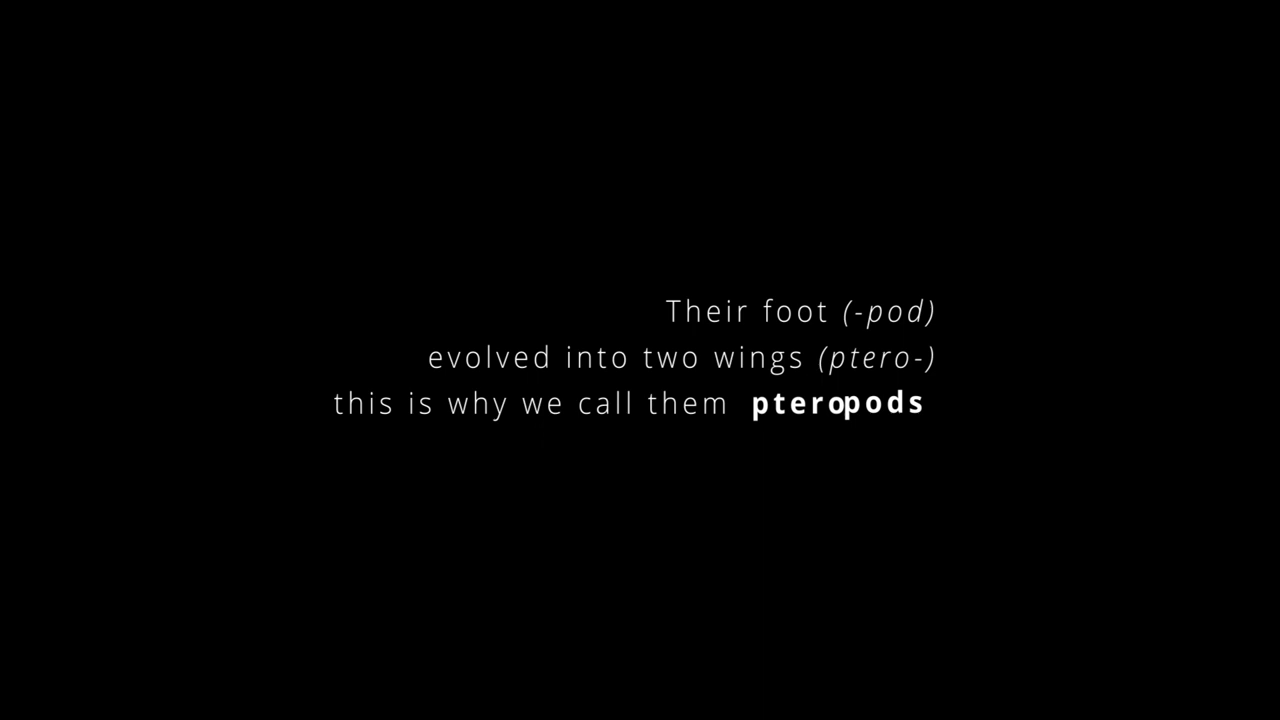 Their foot (-pod)
evolved into two wings (ptero-)
this is why we call them pteropods